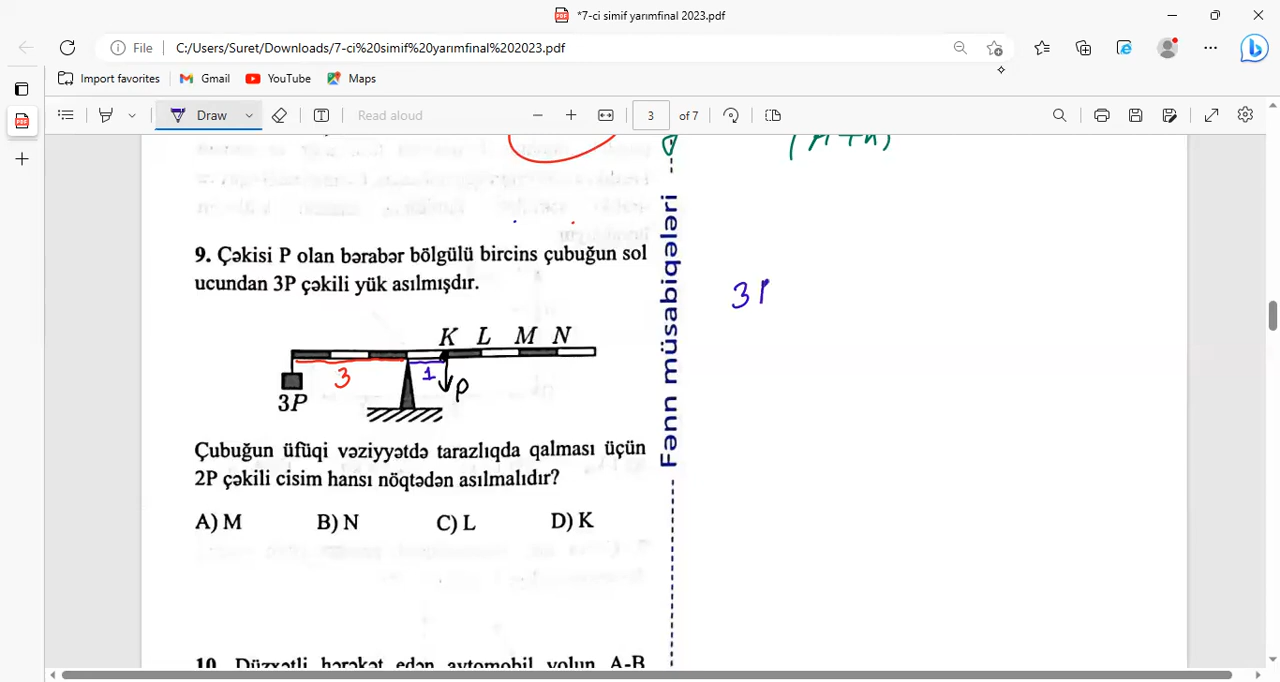 *7-ci simif yarımfinal 2023.pdf
File
C:/Users/Suret/Downloads/7-ci%20simif%20yarımfinal%202023.pdf
Import favorites
Gmail
YouTube
Maps
Draw
Read aloud
3
of 7
(A+h)
Fənn müsabiqələri
9. Çəkisi P olan bərabər bölgülü bircins çubuğun sol
ucundan 3P çəkili yük asılmışdır.
3P
K L M N
3
1
P
3P
Çubuğun üfüqi vəziyyətdə tarazlıqda qalması üçün
2P çəkili cisim hansı nöqtədən asılmalıdır?
A) M B) N C) L D) K
10. Düzxətli hərəkət edən avtomobil yolun A-B